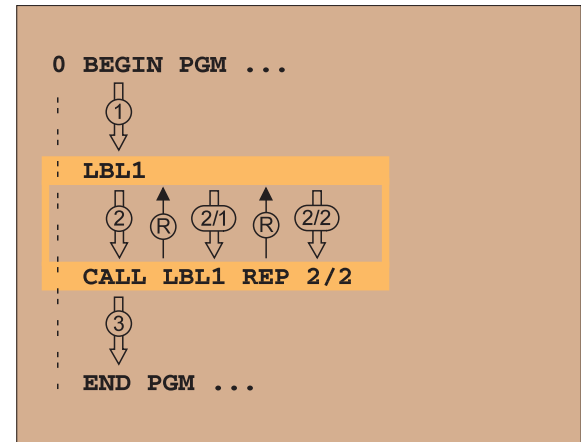 0 BEGIN PGM ...
1
LBL1
2 R 2/1 R 2/2
CALL LBL1 REP 2/2
3
END PGM ...